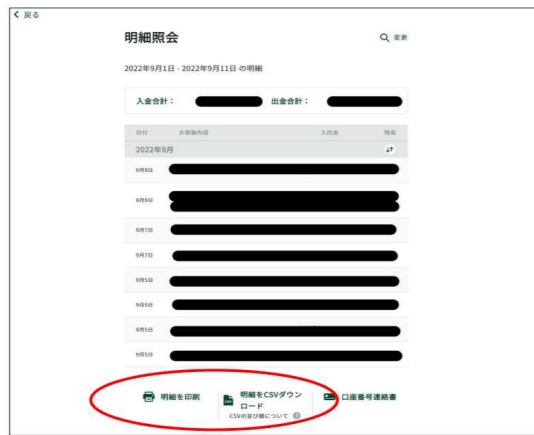 戻る
明細照会
変更
2022年9月1日 - 2022年9月11日 の明細
入金合計： 出金合計：
日付 お取扱内容 入出金 残高
2022年9月
9月9日
9月9日
9月7日
9月7日
9月5日
9月5日
9月5日
9月5日
明細を印刷
明細をCSVダウン
ロード
CSVの並び順について
口座番号連絡書